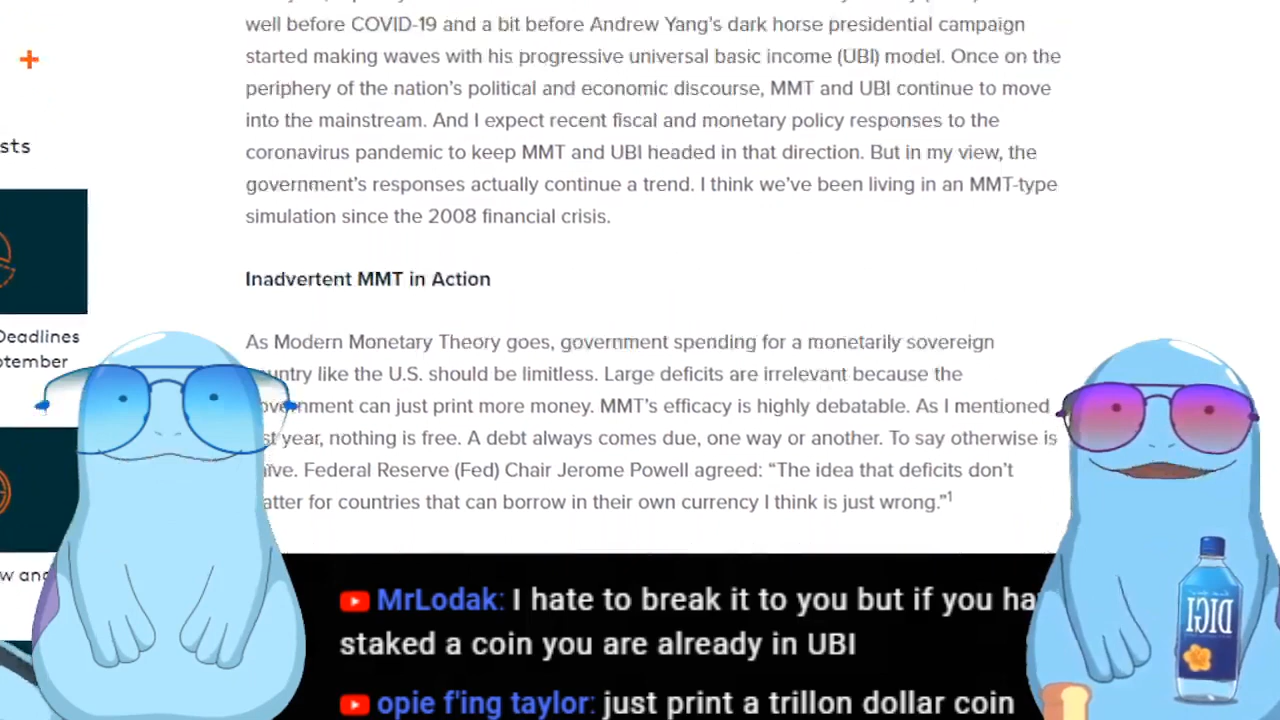 well before COVID-19 and a bit before Andrew Yang's dark horse presidential campaign
started making waves with his progressive universal basic income (UBI) model. Once on the
periphery of the nation's political and economic discourse, MMT and UBI continue to move
into the mainstream. And I expect recent fiscal and monetary policy responses to the
coronavirus pandemic to keep MMT and UBI headed in that direction. But in my view, the
government's responses actually continue a trend. I think we've been living in an MMT-type
simulation since the 2008 financial crisis.
sts
Inadvertent MMT in Action
Deadlines
ptember
As Modern Monetary Theory goes, government spending for a monetarily sovereign
untry like the U.S. should be limitless. Large deficits are irrelevant because the
vernment can just print more money. MMT's efficacy is highly debatable. As I mentioned
st year, nothing is free. A debt always comes due, one way or another. To say otherwise is
ïve. Federal Reserve (Fed) Chair Jerome Powell agreed: “The idea that deficits don't
atter for countries that can borrow in their own currency I think is just wrong.”1
w and
MrLodak: I hate to break it to you but if you ha
staked a coin you are already in UBI
opie f'ing taylor: just print a trillon dollar coin
DIGI